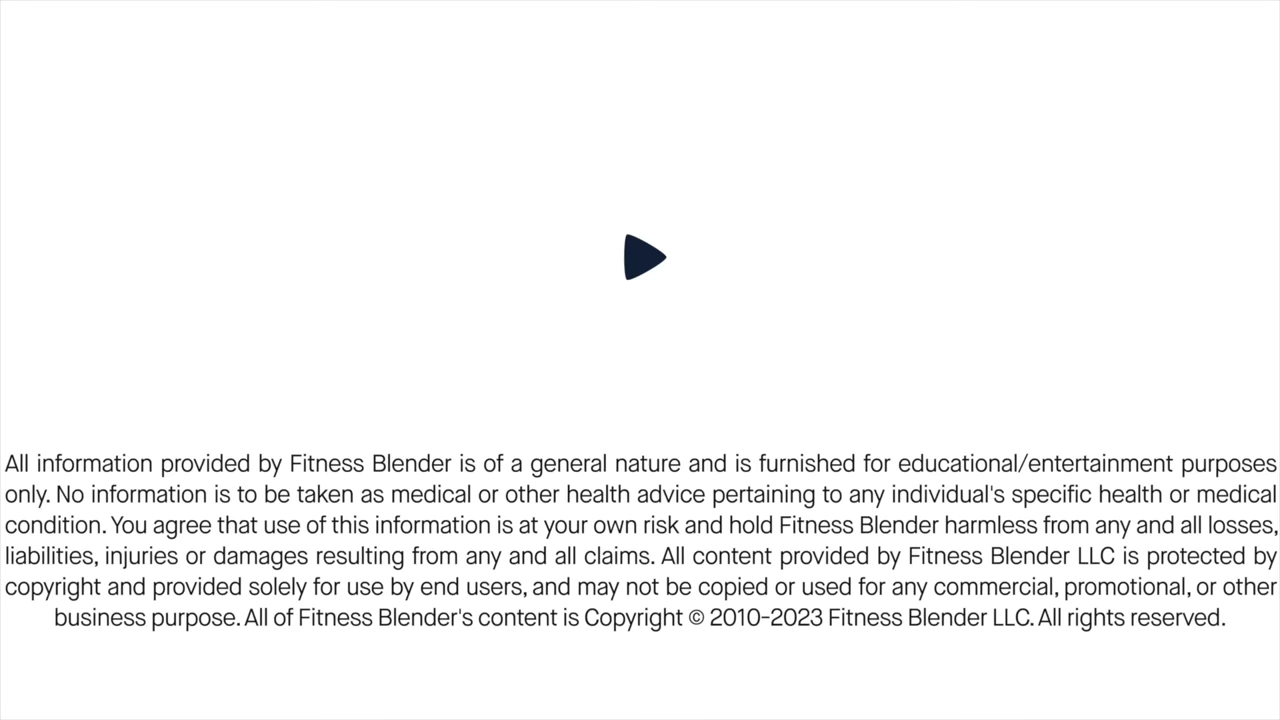 All information provided by Fitness Blender is of a general nature and is furnished for educational/entertainment purposes
only. No information is to be taken as medical or other health advice pertaining to any individual's specific health or medical
condition. You agree that use of this information is at your own risk and hold Fitness Blender harmless from any and all losses,
liabilities, injuries or damages resulting from any and all claims. All content provided by Fitness Blender LLC is protected by
copyright and provided solely for use by end users, and may not be copied or used for any commercial, promotional, or other
business purpose. All of Fitness Blender's content is Copyright © 2010-2023 Fitness Blender LLC. All rights reserved.